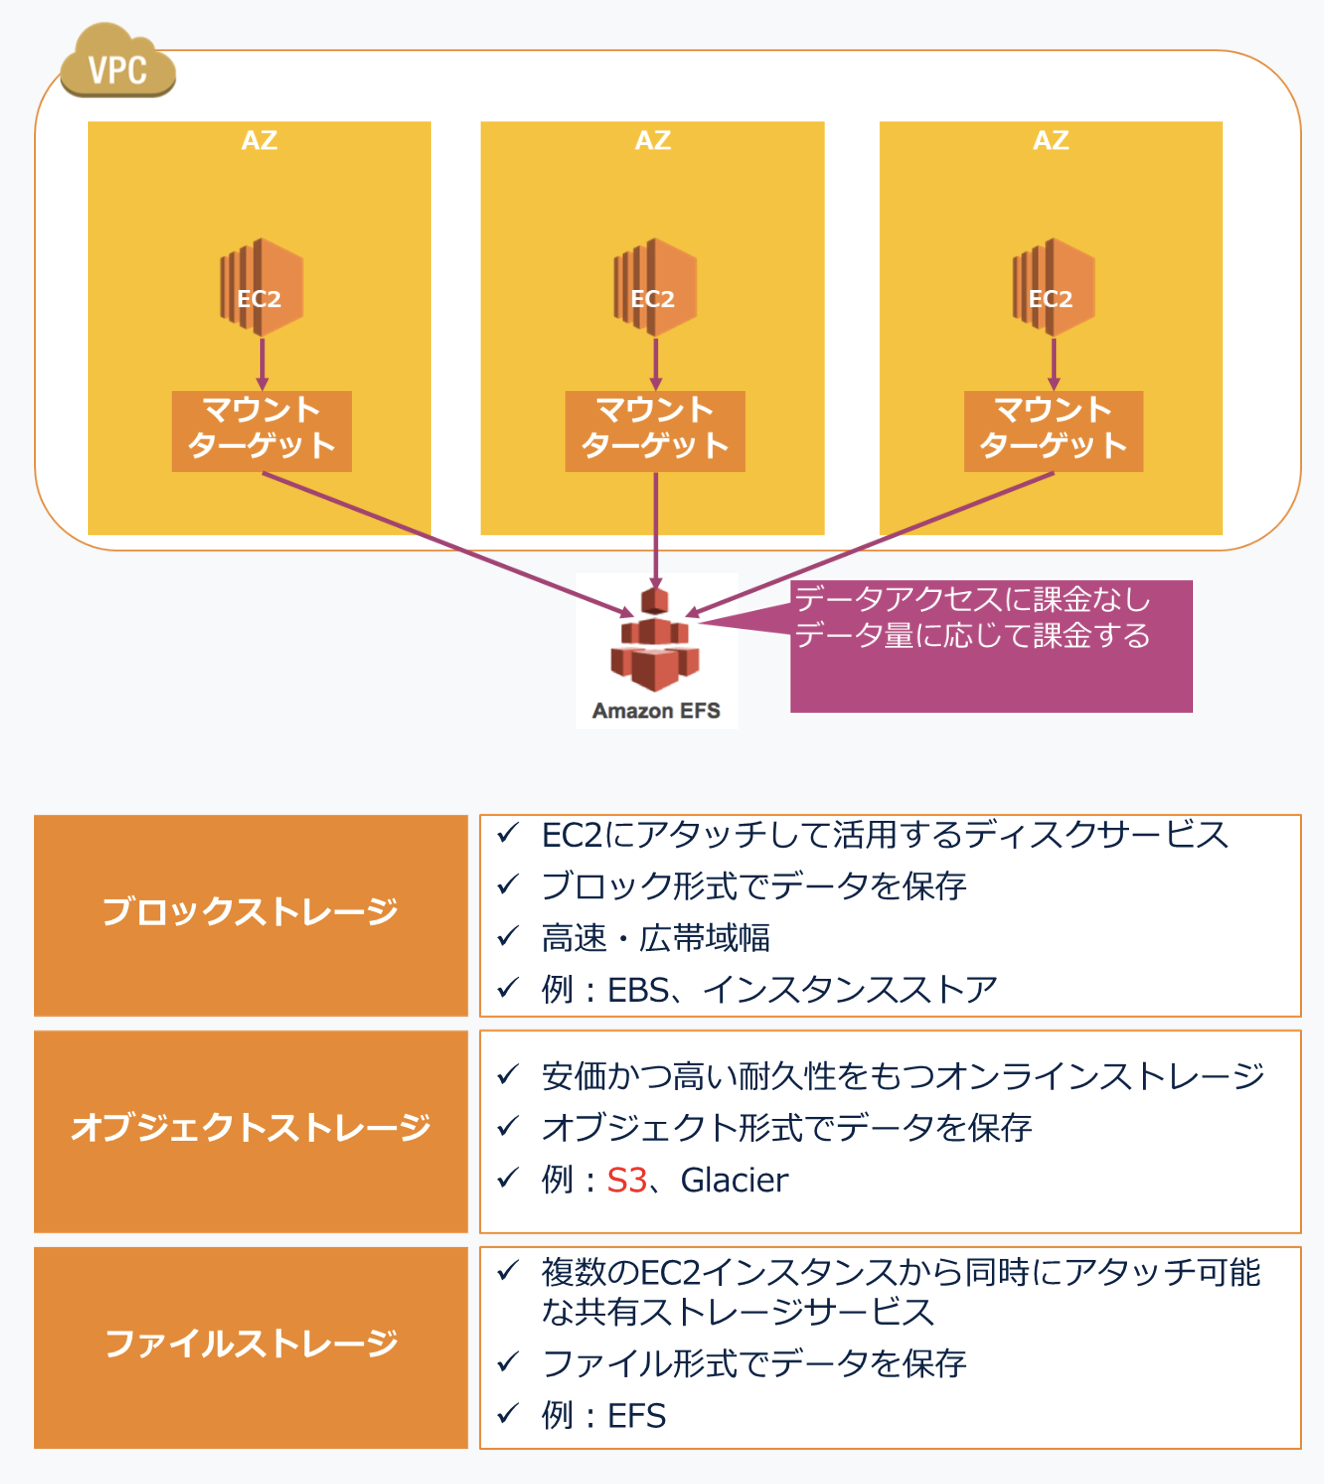 VPC
AZ
AZ
AZ
EC2
EC2
EC2
マウント
ターゲット
マウント
ターゲット
マウント
ターゲット
データアクセスに課金なし
データ量に応じて課金する
Amazon EFS
ブロックストレージ
✓ EC2にアタッチして活用するディスクサービス
✓ ブロック形式でデータを保存
✓ 高速・広帯域幅
✓ 例：EBS、インスタンスストア
オブジェクトストレージ
✓ 安価かつ高い耐久性をもつオンラインストレージ
✓ オブジェクト形式でデータを保存
✓ 例：S3、Glacier
ファイルストレージ
✓ 複数のEC2インスタンスから同時にアタッチ可能
な共有ストレージサービス
✓ ファイル形式でデータを保存
✓ 例：EFS